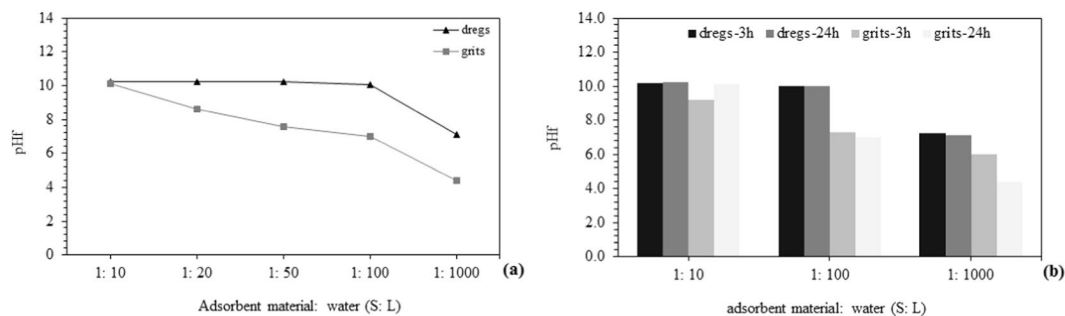 14
12
10
8
6
4
2
0
pHf
dregs
grits
1: 10 1: 20 1: 50 1: 100 1: 1000
(a)
Adsorbent material: water (S: L)
14.0
12.0
10.0
8.0
6.0
4.0
2.0
0.0
pHf
dregs-3h dregs-24h grits-3h grits-24h
1: 10 1: 100 1: 1000
(b)
adsorbent material: water (S: L)